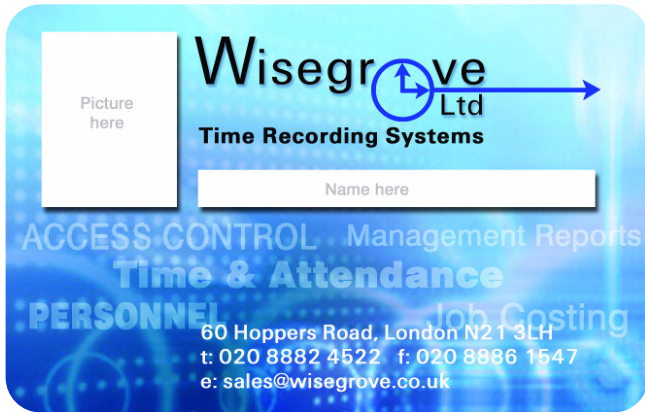 Picture
here
Wisegrove
Ltd
Time Recording Systems
Name here
ACCESS CONTROL Management Reports
Time & Attendance
PERSONNEL Job Costing
60 Hoppers Road, London N21 3LH
t: 020 8882 4522 f: 020 8886 1547
e: sales@wisegrove.co.uk